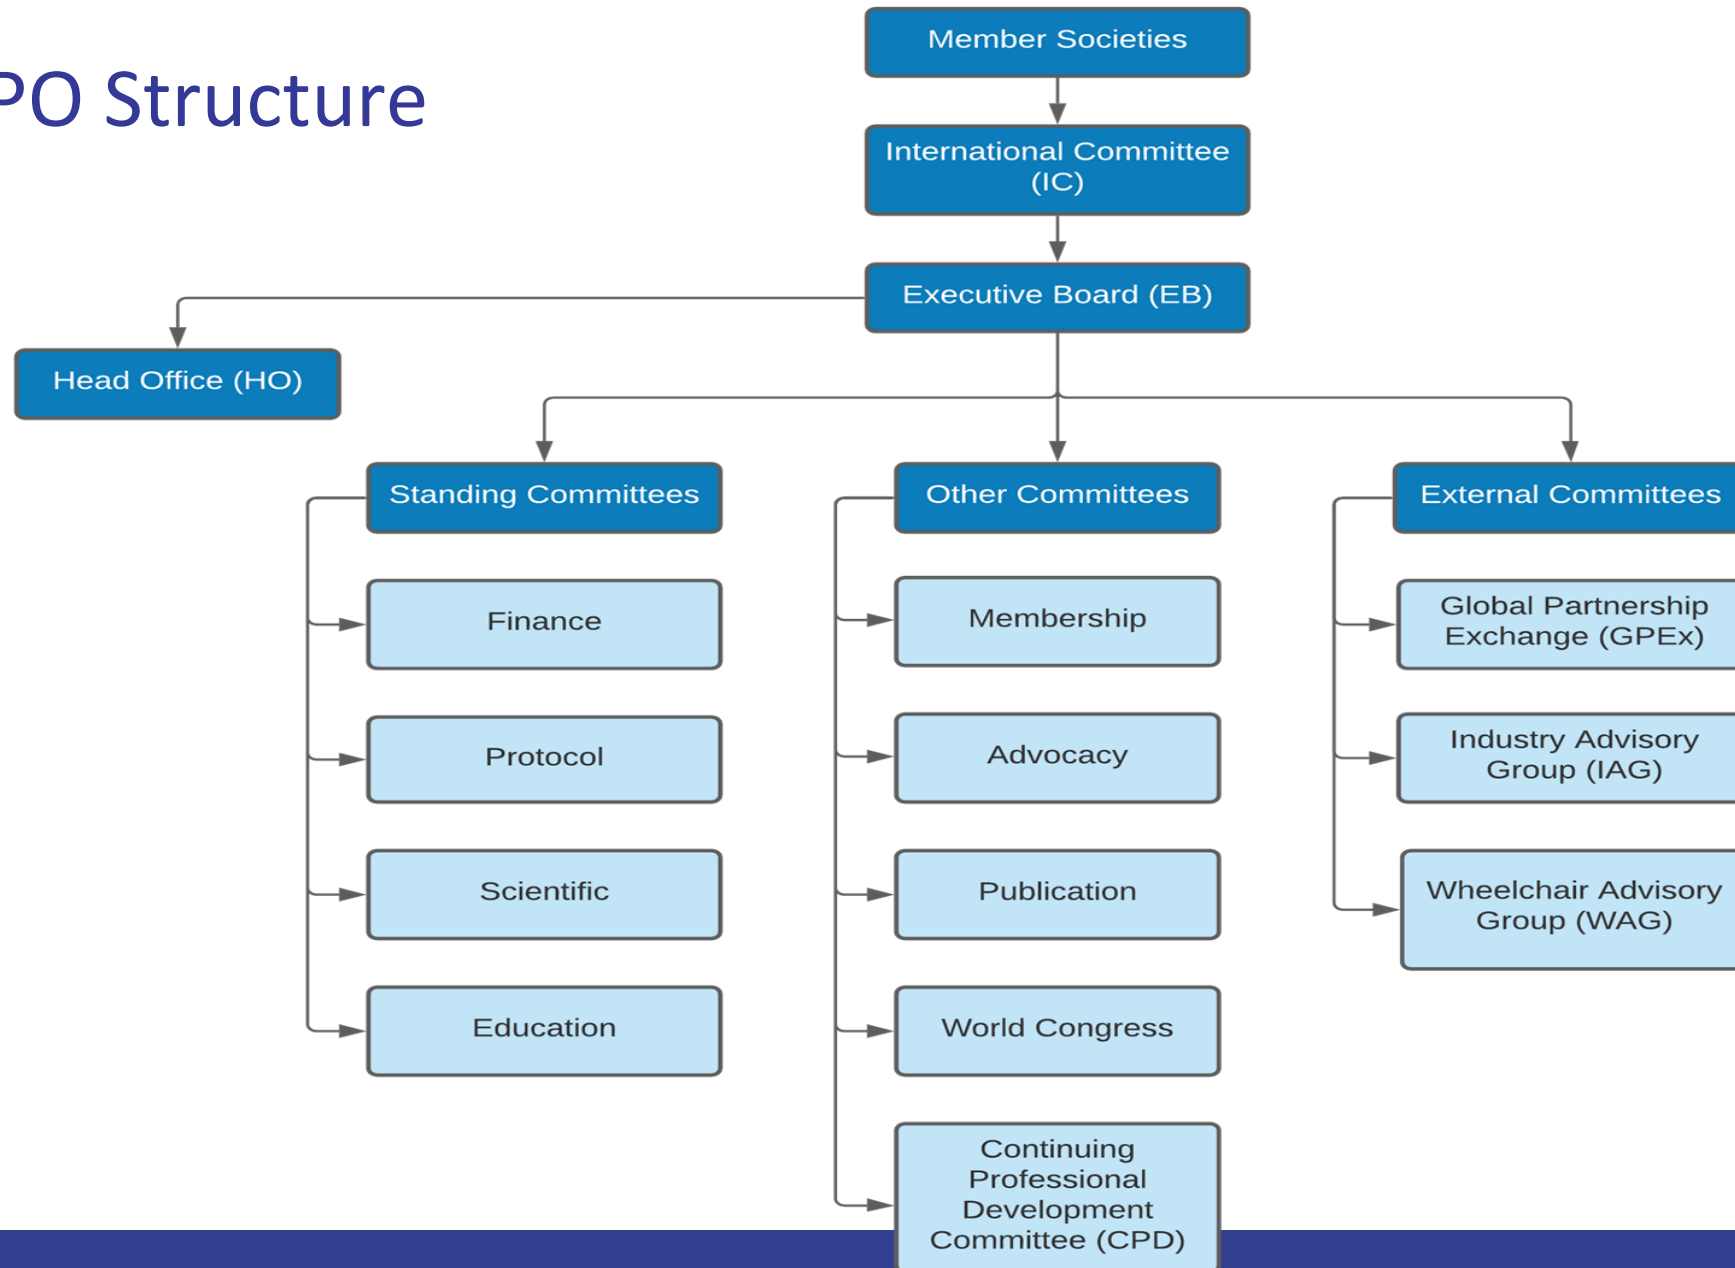 PO Structure
Member Societies
International Committee
(IC)
Executive Board (EB)
Head Office (HO)
Standing Committees
Finance
Protocol
Scientific
Education
Other Committees
Membership
Advocacy
Publication
World Congress
Continuing
Professional
Development
Committee (CPD)
External Committees
Global Partnership
Exchange (GPEx)
Industry Advisory
Group (IAG)
Wheelchair Advisory
Group (WAG)